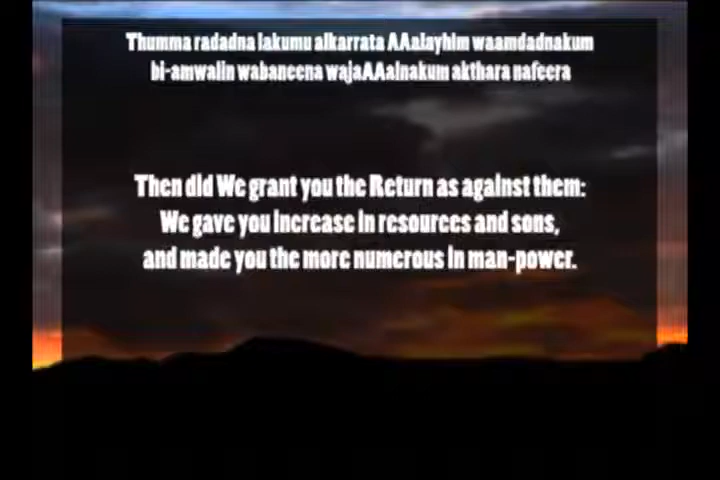 Thumma radadna lakumu alkarrata AAalayhim waamdadnakum
bi-amwalin wabaneena wajaAAalnakum akthara nafeera
Then did We grant you the Return as against them:
We gave you increase in resources and sons,
and made you the more numerous in man-power.